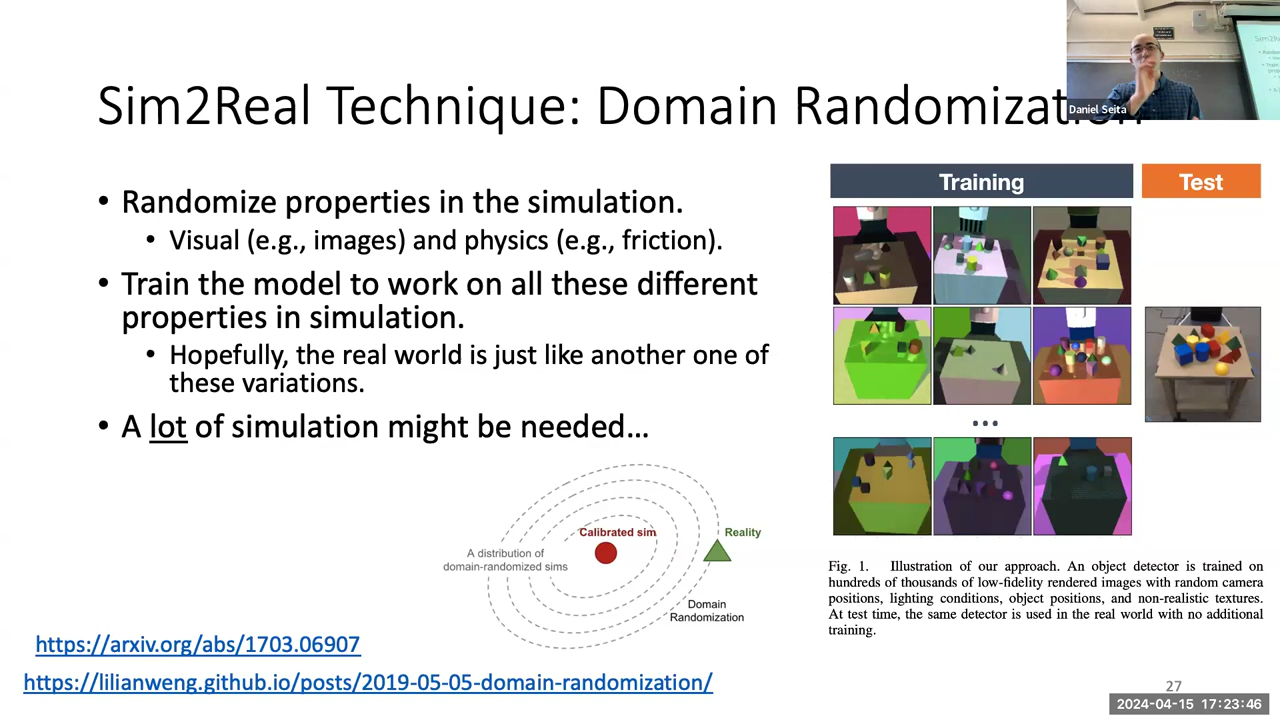 Sim2Real Technique: Domain Randomization
Daniel Seita
• Randomize properties in the simulation.
• Visual (e.g., images) and physics (e.g., friction).
• Train the model to work on all these different
properties in simulation.
• Hopefully, the real world is just like another one of
these variations.
• A lot of simulation might be needed…
Training
Test
...
Calibrated sim
Reality
A distribution of
domain-randomized sims
Domain
Randomization
Fig. 1. Illustration of our approach. An object detector is trained on
hundreds of thousands of low-fidelity rendered images with random camera
positions, lighting conditions, object positions, and non-realistic textures.
At test time, the same detector is used in the real world with no additional
training.
https://arxiv.org/abs/1703.06907
https://lilianweng.github.io/posts/2019-05-05-domain-randomization/
27
2024-04-15 17:23:46